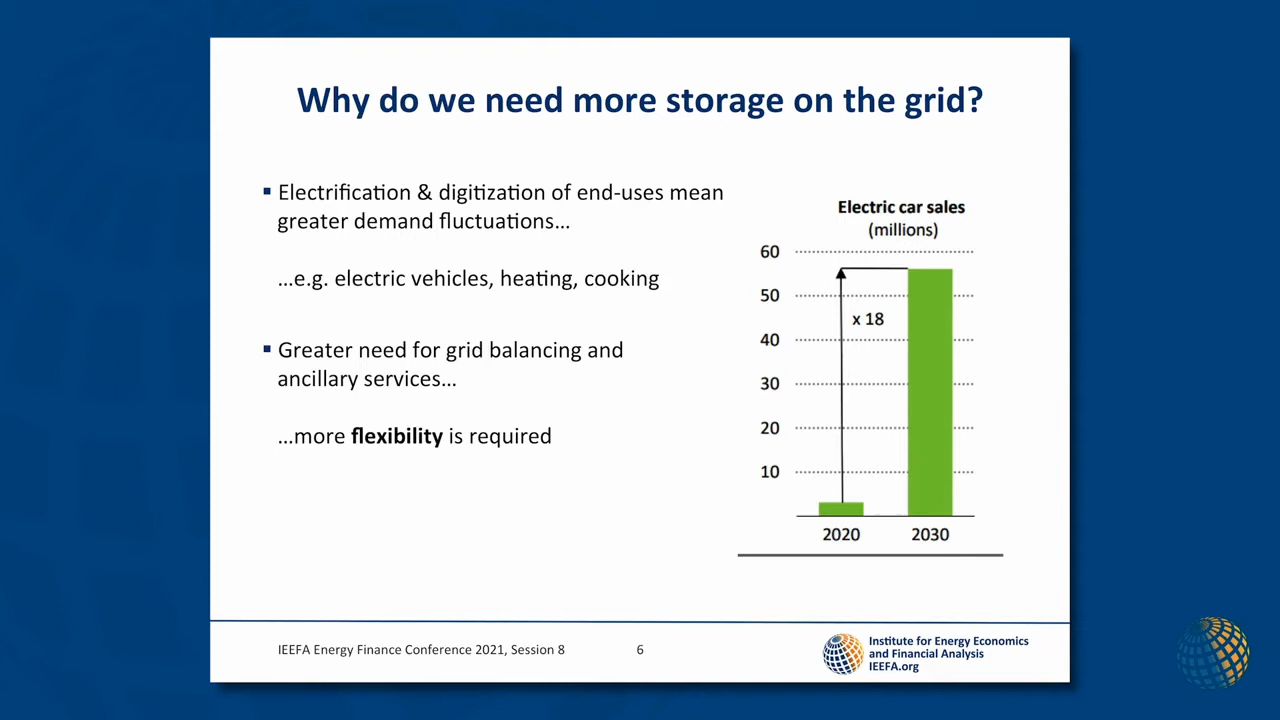 Why do we need more storage on the grid?
▪ Electrification & digitization of end-uses mean
greater demand fluctuations…
…e.g. electric vehicles, heating, cooking
▪ Greater need for grid balancing and
ancillary services…
…more flexibility is required
Electric car sales
(millions)
60
50
x 18
40
30
20
10
2020 2030
IEEFA Energy Finance Conference 2021, Session 8
6
Institute for Energy Economics
and Financial Analysis
IEEFA.org